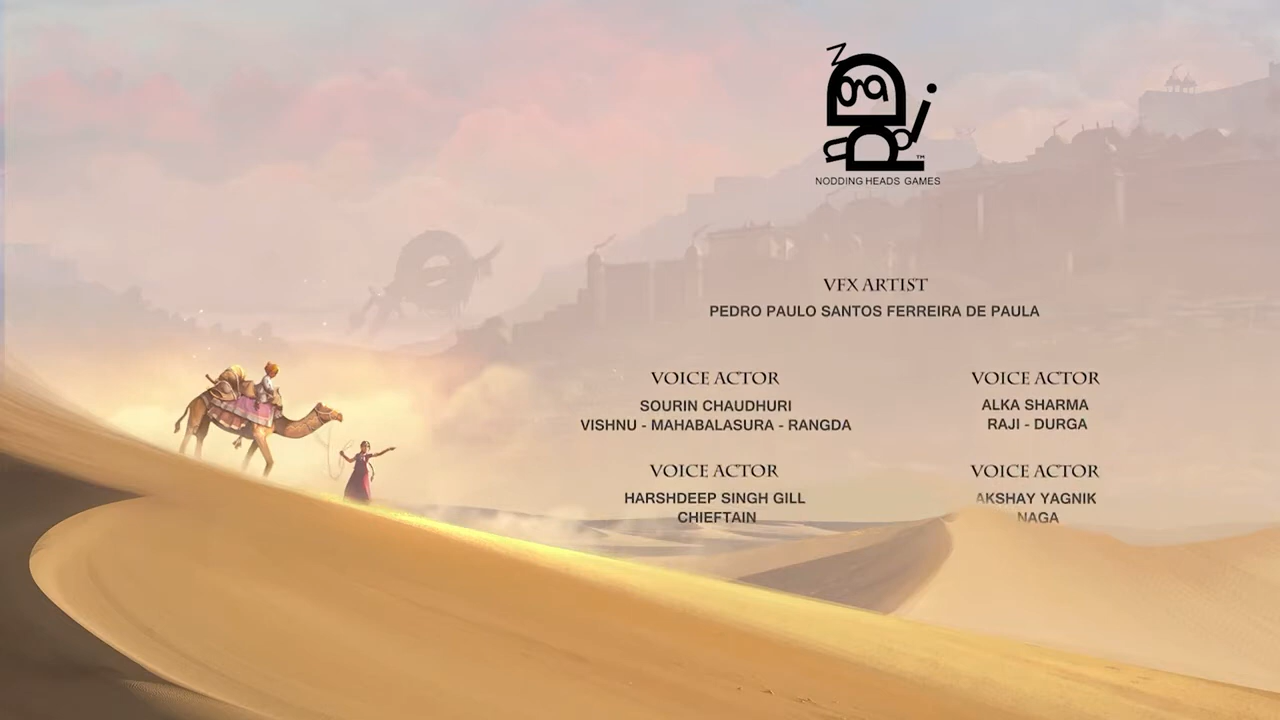 TM
NODDING HEADS GAMES
VFX ARTIST
PEDRO PAULO SANTOS FERREIRA DE PAULA
VOICE ACTOR
SOURIN CHAUDHURI
VISHNU - MAHABALASURA - RANGDA
VOICE ACTOR
ALKA SHARMA
RAJI - DURGA
VOICE ACTOR
HARSHDEEP SINGH GILL
CHIEFTAIN
VOICE ACTOR
AKSHAY YAGNIK
NAGA